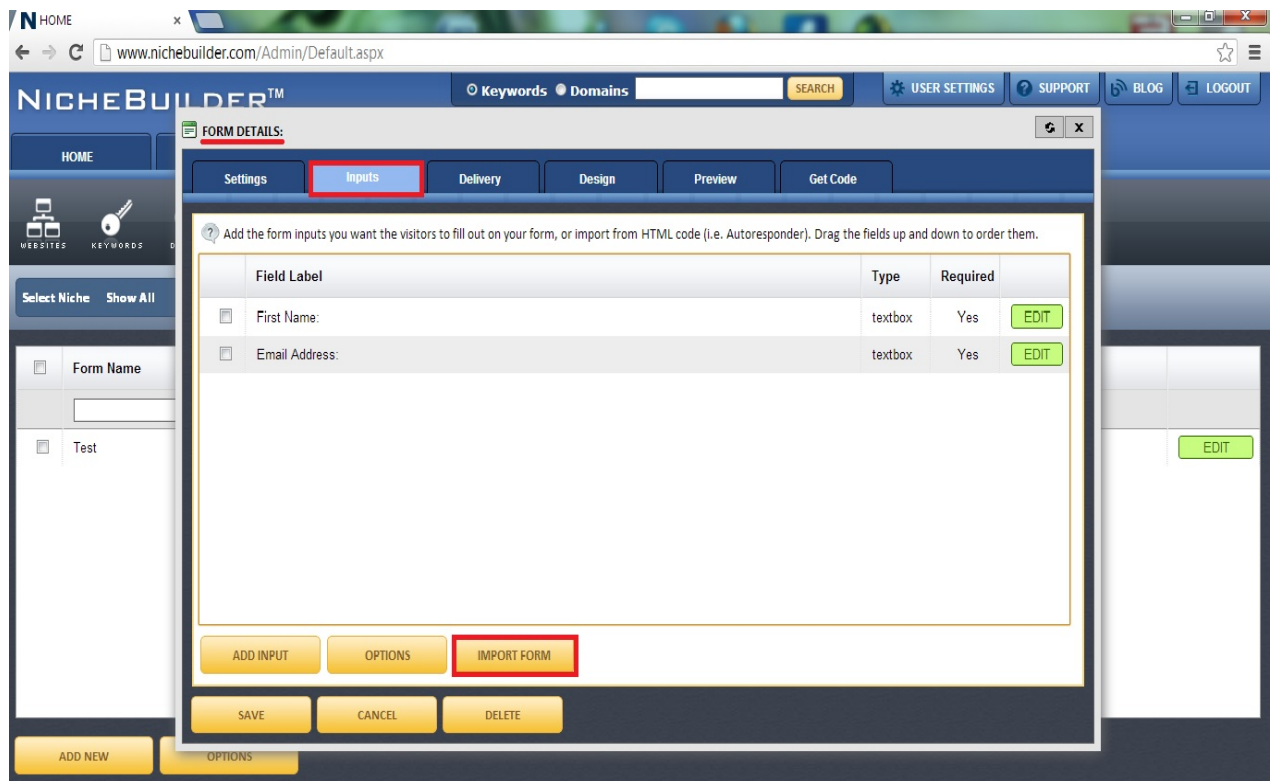 N HOME ×
www.nichebuilder.com/Admin/Default.aspx
NICHEBUILDER™ Keywords Domains SEARCH USER SETTINGS SUPPORT BLOG LOGOUT
FORM DETAILS: X
HOME
Settings Inputs Delivery Design Preview Get Code
WEBSITES KEYWORDS D
Add the form inputs you want the visitors to fill out on your form, or import from HTML code (i.e. Autoresponder). Drag the fields up and down to order them.
Field Label Type Required
Select Niche Show All
First Name: textbox Yes EDIT
Email Address: textbox Yes EDIT
Form Name
Test EDIT
ADD INPUT OPTIONS IMPORT FORM
SAVE CANCEL DELETE
ADD NEW OPTIONS